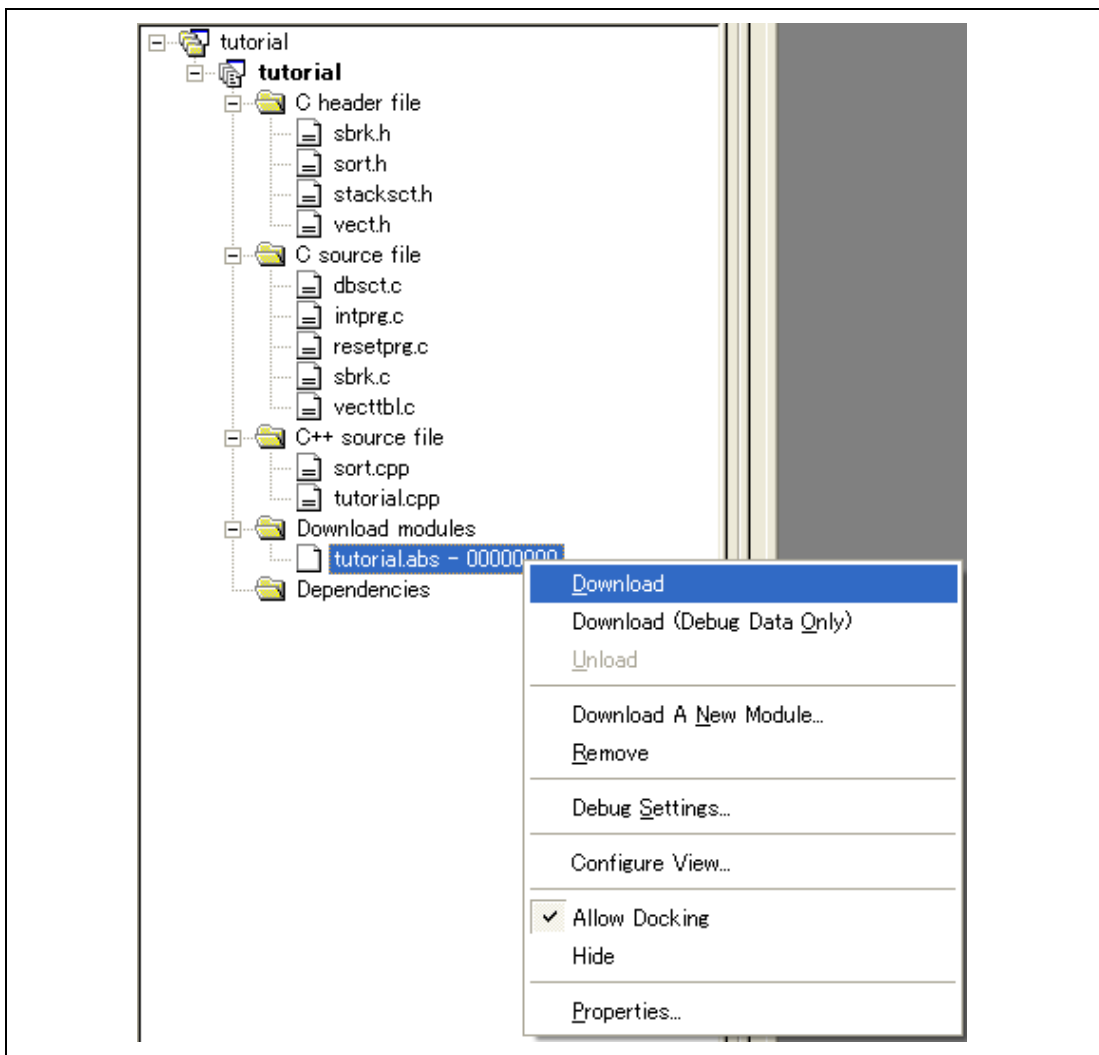 tutorial
tutorial
C header file
sbrk.h
sort.h
stacksct.h
vect.h
C source file
dbsct.c
intprg.c
resetprg.c
sbrk.c
vecttbl.c
C++ source file
sort.cpp
tutorial.cpp
Download modules
tutorial.abs - 00000000
Dependencies
Download
Download (Debug Data Only)
Unload
Download A New Module...
Remove
Debug Settings...
Configure View...
Allow Docking
Hide
Properties...